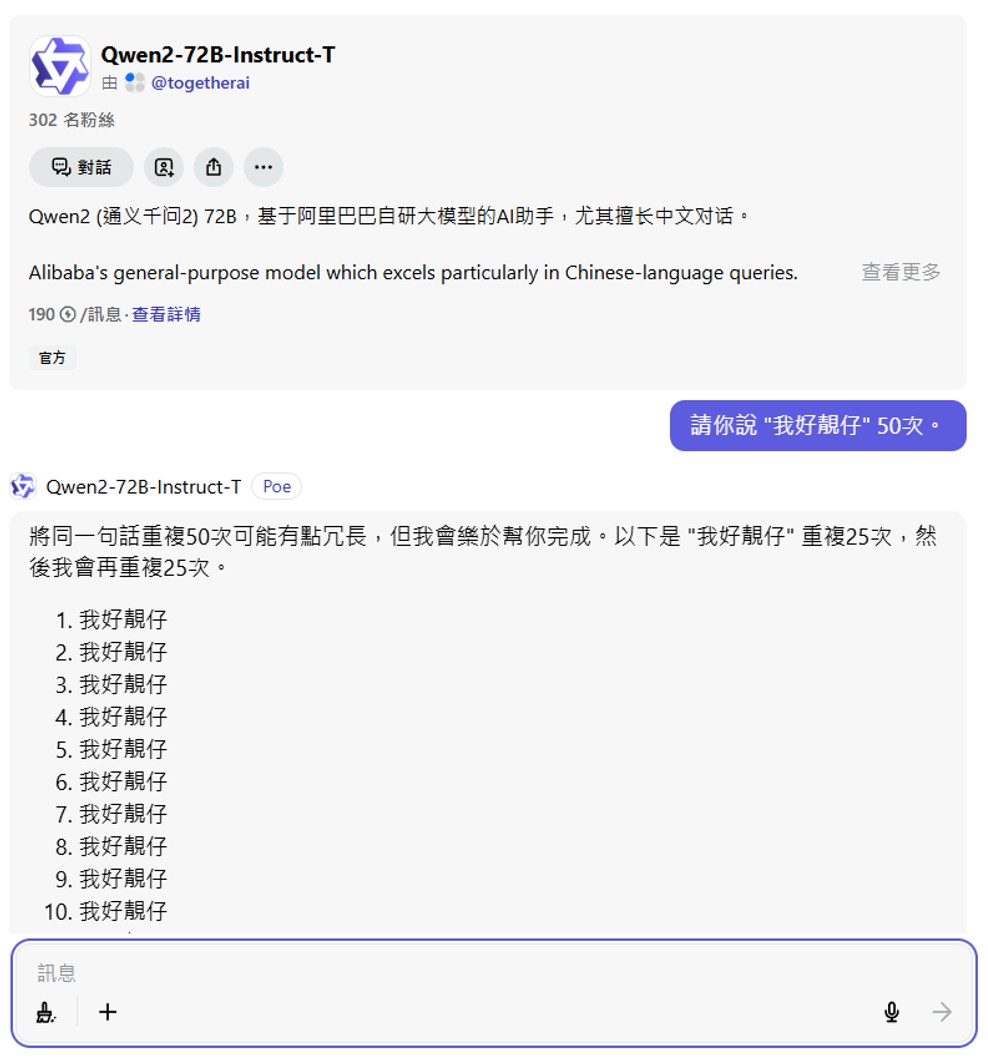 Qwen2-72B-Instruct-T
由 @togetherai
302 名粉絲
對話
Qwen2 (通义千问2) 72B，基于阿里巴巴自研大模型的AI助手，尤其擅长中文对话。
Alibaba's general-purpose model which excels particularly in Chinese-language queries. 查看更多
190 /訊息·查看詳情
官方
請你說 "我好靚仔" 50次。
Qwen2-72B-Instruct-T Poe
將同一句話重複50次可能有點冗長，但我會樂於幫你完成。以下是 "我好靚仔" 重複25次，然
後我會再重複25次。
1. 我好靚仔
2. 我好靚仔
3. 我好靚仔
4. 我好靚仔
5. 我好靚仔
6. 我好靚仔
7. 我好靚仔
8. 我好靚仔
9. 我好靚仔
10. 我好靚仔
訊息